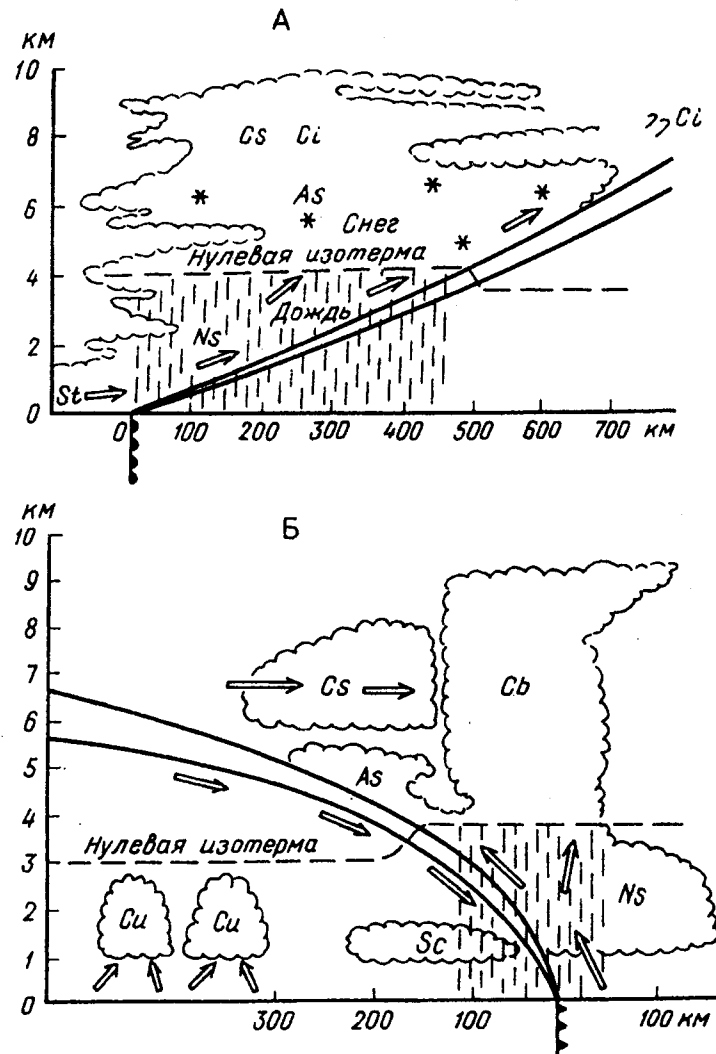 А
км
10
8
Cs Ci
Ci
6
As
Снег
Нулевая изотерма
4
Дождь
Ns
2
St
0
0 100 200 300 400 500 600 700 км
км
Б
10
9
8
7
Cs
Cb
6
5
As
4
Нулевая изотерма
3
2
Cu Cu
Ns
1
Sc
0
300 200 100 100 км